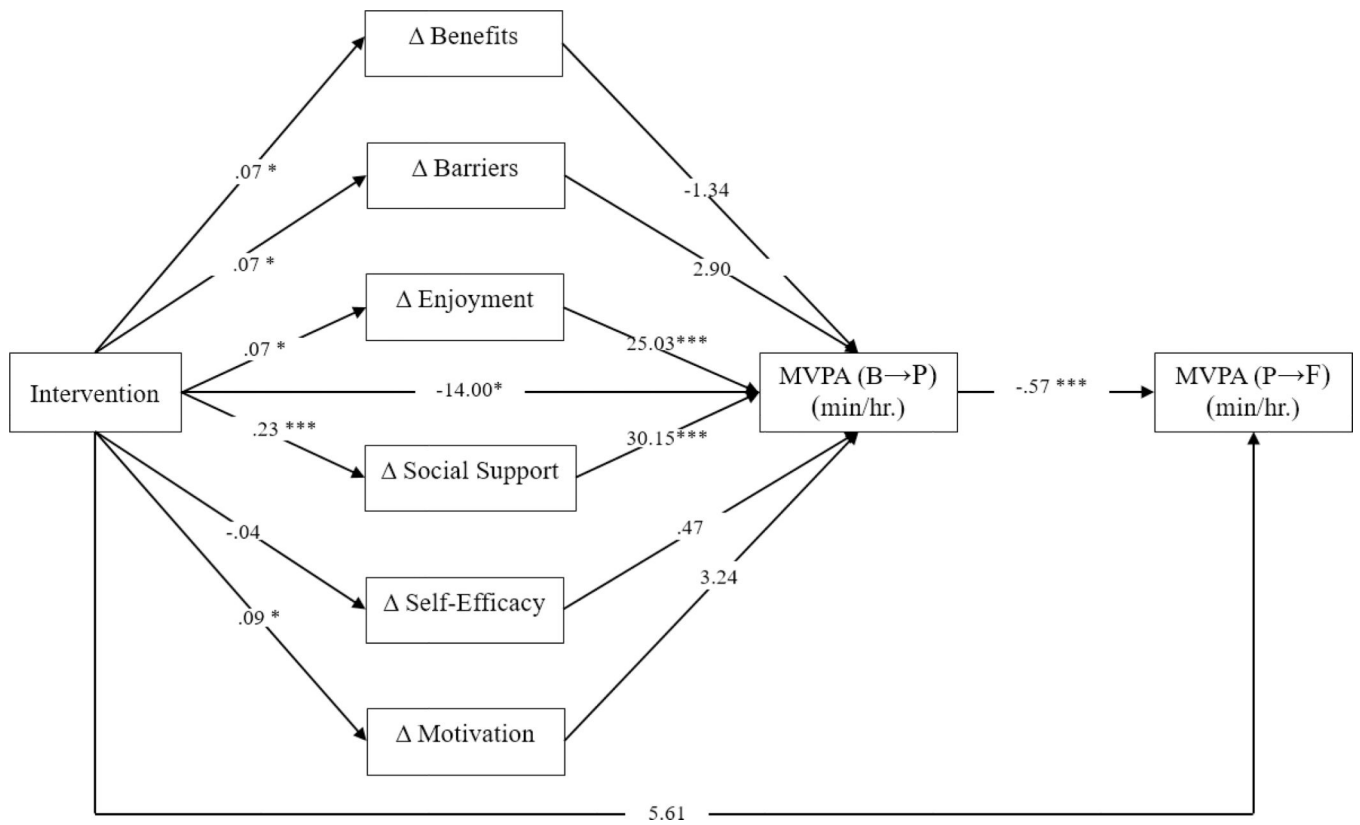 Δ Benefits
.07 *
-1.34
Δ Barriers
.07 *
2.90
Δ Enjoyment
.07 *
25.03***
Intervention
-14.00*
MVPA (B→P)
(min/hr.)
-.57 ***
MVPA (P→F)
(min/hr.)
.23 ***
30.15***
Δ Social Support
-.04
.47
Δ Self-Efficacy
3.24
.09 *
Δ Motivation
5.61